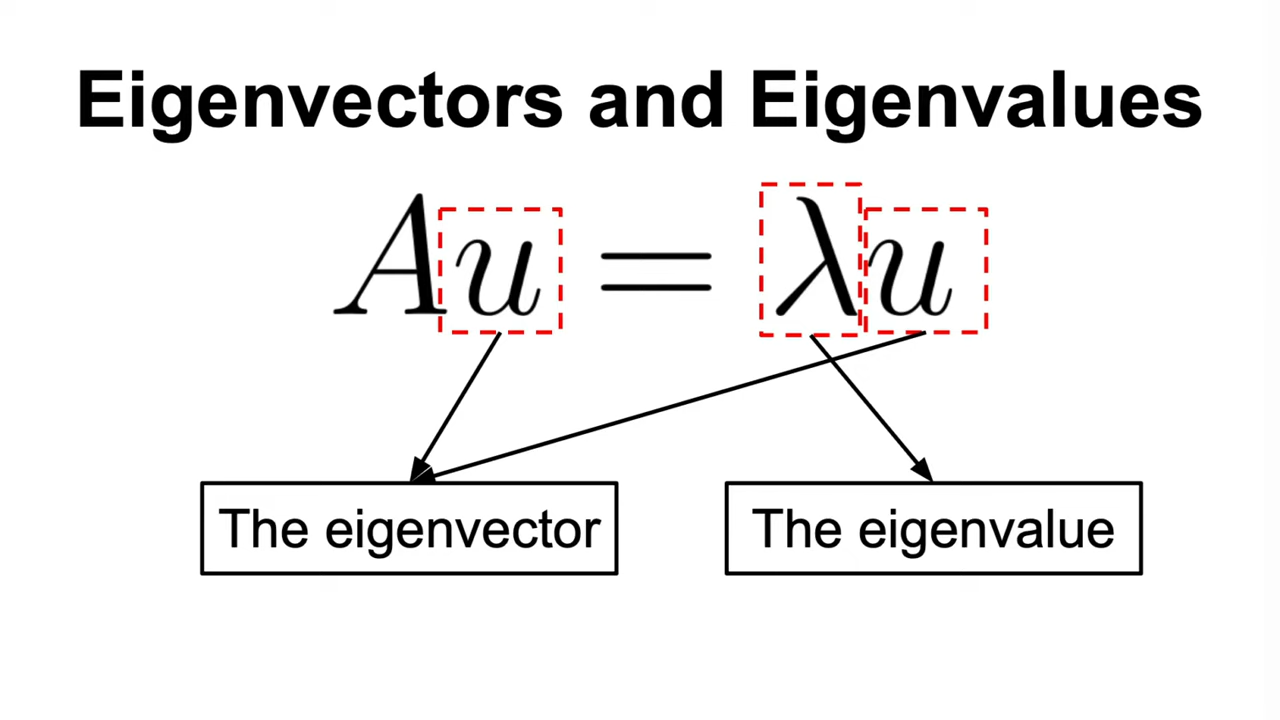 Eigenvectors and Eigenvalues
Au = λu
The eigenvector
The eigenvalue